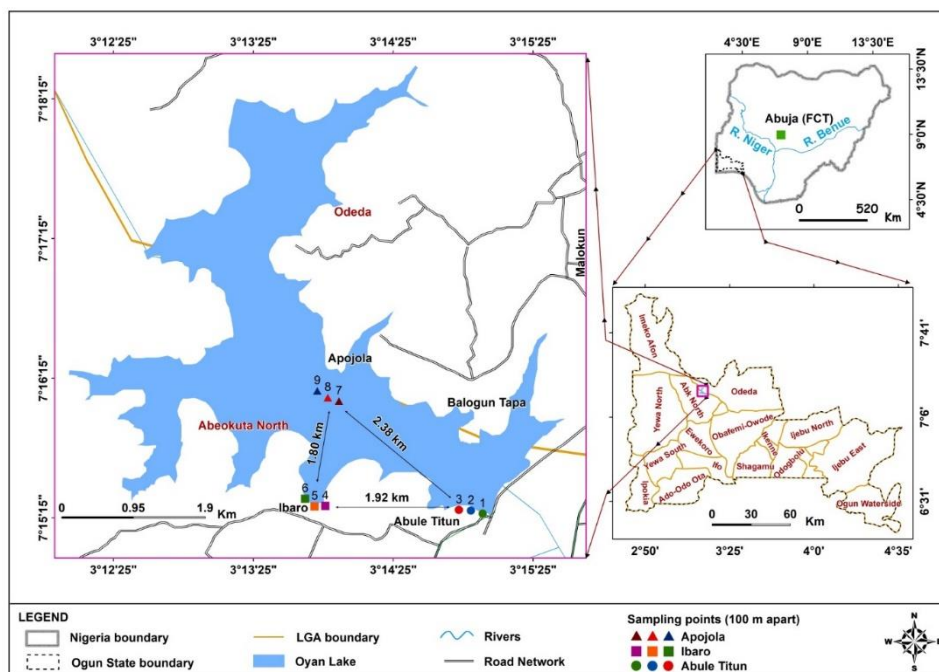 3°12'25" 3°13'25" 3°14'25" 3°15'25"
7°18'15"
7°17'15"
7°16'15"
7°15'15"
Odeda
Malokun
Apojola
9 8 7
Balogun Tapa
Abeokuta North
1.80 km
2.38 km
6
5 4
Ibaro
1.92 km
3 2 1
Abule Titun
0 0.95 1.9 Km
3°12'25" 3°13'25" 3°14'25" 3°15'25"
4°30'E 9°0'E 13°30'E
13°30'N
9°0'N
4°30'N
Abuja (FCT)
R. Niger
R. Benue
0 520
Km
7°41
7°6
6°31
Imeko Afon
Yewa North
Abk North
Odeda
Obafemi-Owode
Ewekoro
Yewa South
Ifo
Ikenne
Ijebu North
Shagamu
Odogbolu
Ijebu East
Ipokia
Ado-Odo Ota
Ogun Waterside
0 30 60
Km
2°50 3°25 4°0 4°35
LEGEND
Nigeria boundary
Ogun State boundary
LGA boundary
Oyan Lake
Rivers
Road Network
Sampling points (100 m apart)
Apojola
Ibaro
Abule Titun
N
W E
S